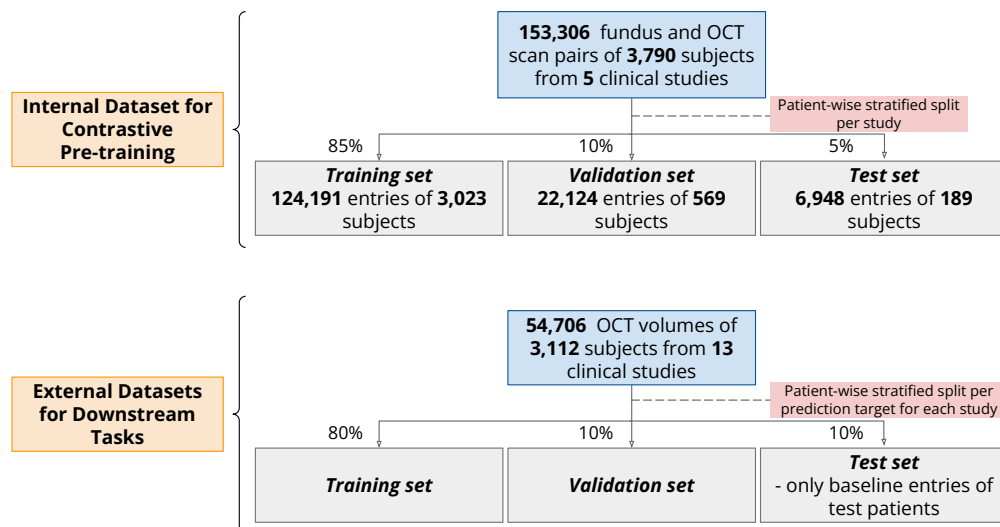 153,306 fundus and OCT
scan pairs of 3,790 subjects
from 5 clinical studies
Internal Dataset for
Contrastive
Pre-training
Patient-wise stratified split
per study
85%
10%
5%
Training set
124,191 entries of 3,023
subjects
Validation set
22,124 entries of 569
subjects
Test set
6,948 entries of 189
subjects
54,706 OCT volumes of
3,112 subjects from 13
clinical studies
External Datasets
for Downstream
Tasks
Patient-wise stratified split per
prediction target for each study
80%
10%
10%
Training set
Validation set
Test set
- only baseline entries of
test patients